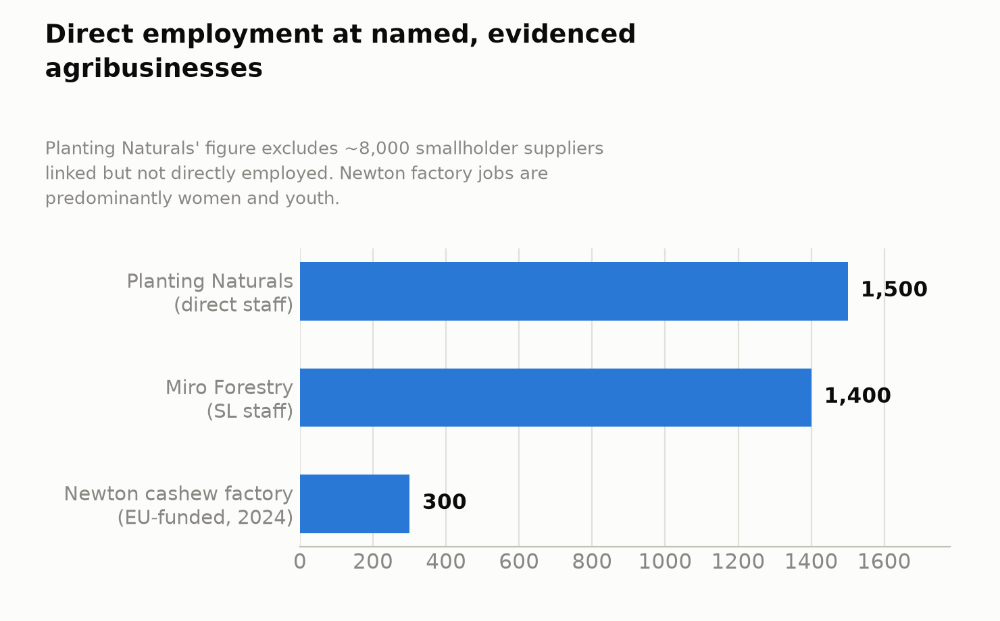 Direct employment at named, evidenced
agribusinesses
Planting Naturals' figure excludes ~8,000 smallholder suppliers
linked but not directly employed. Newton factory jobs are
predominantly women and youth.
Planting Naturals
(direct staff)
1,500
Miro Forestry
(SL staff)
1,400
Newton cashew factory
(EU-funded, 2024)
300
0 200 400 600 800 1000 1200 1400 1600